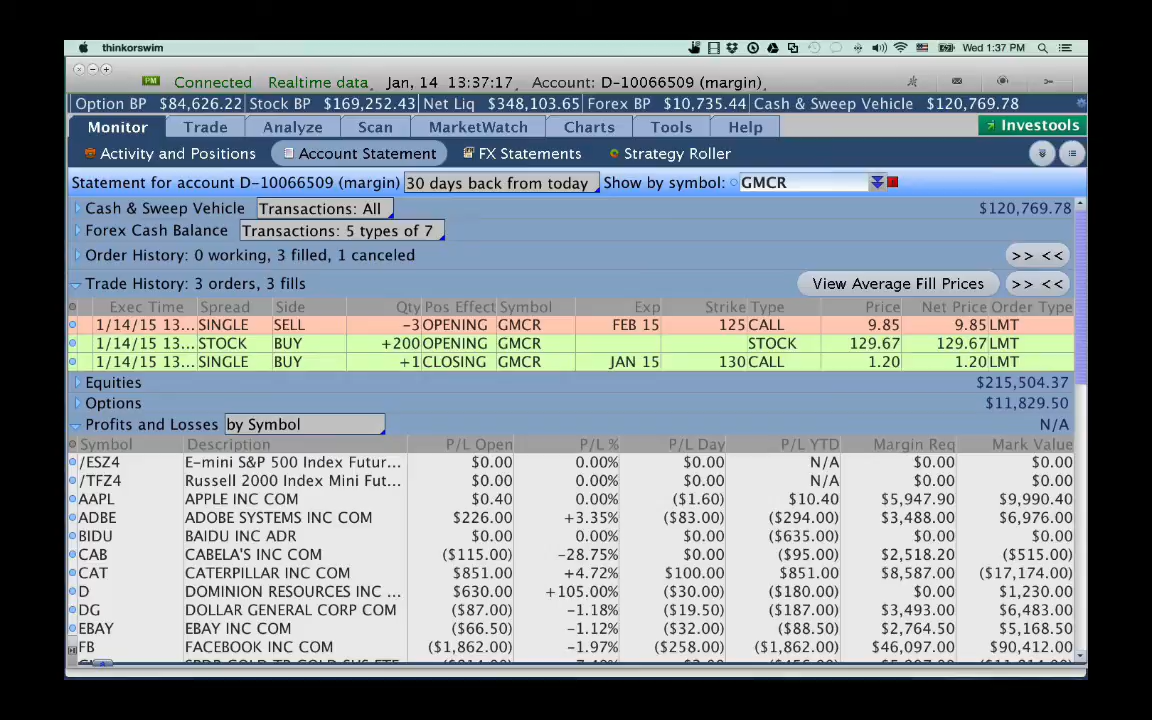 thinkorswim Wed 1:37 PM
Connected Realtime data Jan, 14 13:37:17 Account: D-10066509 (margin)
Option BP $84,626.22 Stock BP $169,252.43 Net Liq $348,103.65 Forex BP $10,735.44 Cash & Sweep Vehicle $120,769.78
Monitor Trade Analyze Scan MarketWatch Charts Tools Help Investools
Activity and Positions Account Statement FX Statements Strategy Roller
Statement for account D-10066509 (margin) 30 days back from today Show by symbol: GMCR
Cash & Sweep Vehicle Transactions: All $120,769.78
Forex Cash Balance Transactions: 5 types of 7
Order History: 0 working, 3 filled, 1 canceled >> <<
Trade History: 3 orders, 3 fills View Average Fill Prices >> <<
Exec Time Spread Side Qty Pos Effect Symbol Exp Strike Type Price Net Price Order Type
1/14/15 13... SINGLE SELL -3 OPENING GMCR FEB 15 125 CALL 9.85 9.85 LMT
1/14/15 13... STOCK BUY +200 OPENING GMCR STOCK 129.67 129.67 LMT
1/14/15 13... SINGLE BUY +1 CLOSING GMCR JAN 15 130 CALL 1.20 1.20 LMT
Equities $215,504.37
Options $11,829.50
Profits and Losses by Symbol N/A
Symbol Description P/L Open P/L % P/L Day P/L YTD Margin Req Mark Value
/ESZ4 E-mini S&P 500 Index Futur... $0.00 0.00% $0.00 N/A $0.00 $0.00
/TFZ4 Russell 2000 Index Mini Fut... $0.00 0.00% $0.00 N/A $0.00 $0.00
AAPL APPLE INC COM $0.40 0.00% ($1.60) $10.40 $5,947.90 $9,990.40
ADBE ADOBE SYSTEMS INC COM $226.00 +3.35% ($83.00) ($294.00) $3,488.00 $6,976.00
BIDU BAIDU INC ADR $0.00 0.00% $0.00 ($635.00) $0.00 $0.00
CAB CABELA'S INC COM ($115.00) -28.75% $0.00 ($95.00) $2,518.20 ($515.00)
CAT CATERPILLAR INC COM $851.00 +4.72% $100.00 $851.00 $8,587.00 ($17,174.00)
D DOMINION RESOURCES INC ... $630.00 +105.00% ($30.00) ($180.00) $0.00 $1,230.00
DG DOLLAR GENERAL CORP COM ($87.00) -1.18% ($19.50) ($187.00) $3,493.00 $6,483.00
EBAY EBAY INC COM ($66.50) -1.12% ($32.00) ($88.50) $2,764.50 $5,168.50
FB FACEBOOK INC COM ($1,862.00) -1.97% ($258.00) ($1,862.00) $46,097.00 $90,412.00